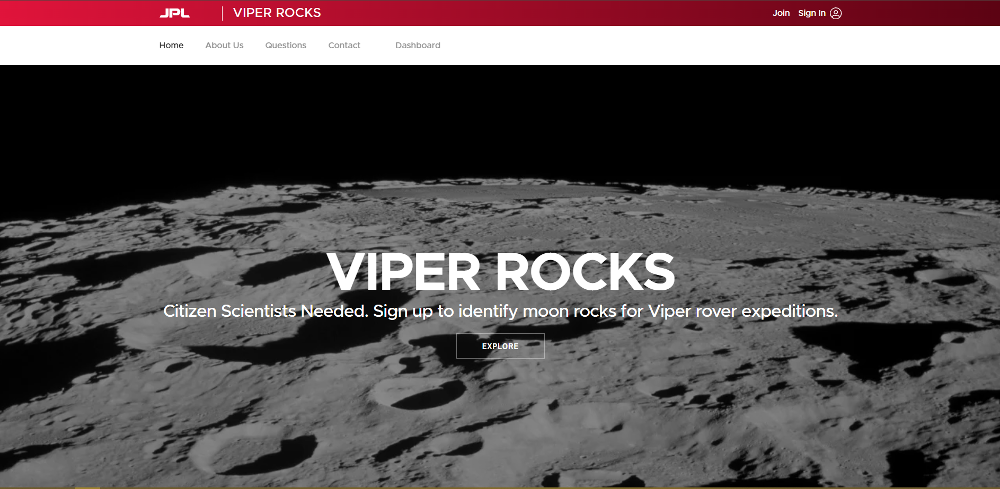 JPL
VIPER ROCKS
Join
Sign In
Home
About Us
Questions
Contact
Dashboard
VIPER ROCKS
Citizen Scientists Needed. Sign up to identify moon rocks for Viper rover expeditions.
EXPLORE